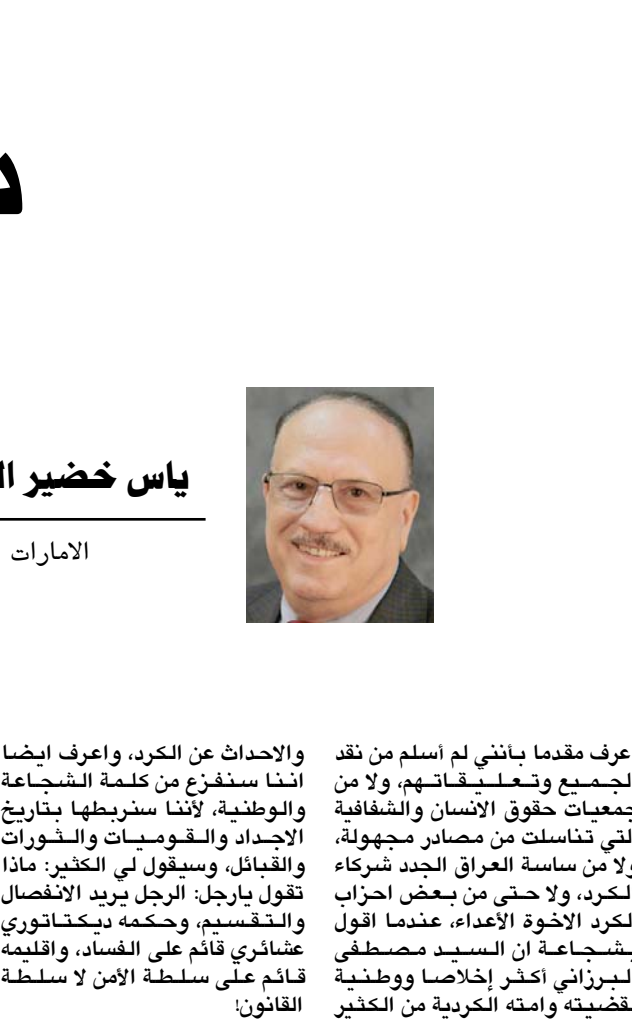 ياس خضير
الامارات
عرف مقدما بأنني لم أسلم من نقد
لجميع وتعليقاتهم، ولا من
جمعيات حقوق الانسان والشفافية
لتي تناسلت من مصادر مجهولة،
ولا من ساسة العراق الجدد شركاء
لكرد، ولا حتى من بعض احزاب
لكرد الاخوة الأعداء، عندما اقول
بشجاعة ان السيد مصطفى
لبرزاني أكثر إخلاصا ووطنية
بقضيته وامته الكردية من الكثير
والاحداث عن الكرد، واعرف ايضا
اننا سنفزع من كلمة الشجاعة
والوطنية، لأننا سنربطها بتاريخ
الاجداد والقوميات والثورات
والقبائل، وسيقول لي الكثير: ماذا
تقول يارجل: الرجل يريد الانفصال
والتقسيم، وحكمه ديكتاتوري
عشائري قائم على الفساد، واقليمه
قائم على سلطة الأمن لا سلطة
القانون!